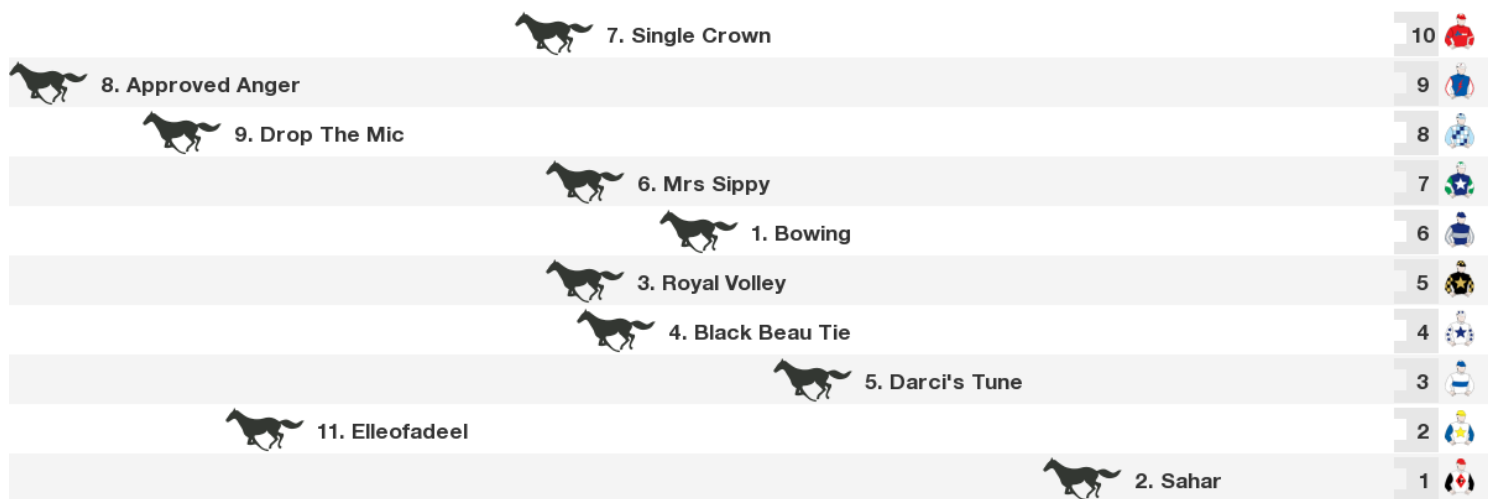 7. Single Crown 10
8. Approved Anger 9
9. Drop The Mic 8
6. Mrs Sippy 7
1. Bowing 6
3. Royal Volley 5
4. Black Beau Tie 4
5. Darci's Tune 3
11. Elleofadeel 2
2. Sahar 1